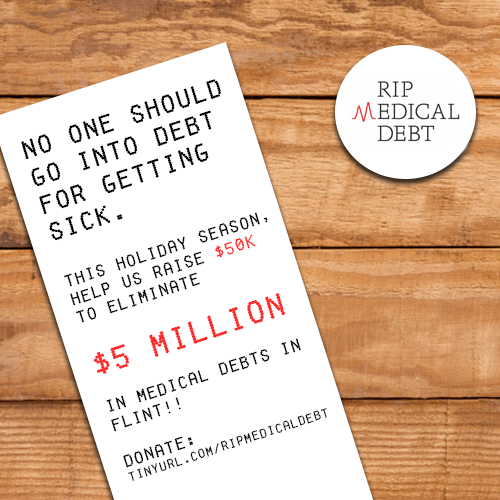 NO ONE SHOULD
GO INTO DEBT
FOR GETTING
SICK.
THIS HOLIDAY SEASON,
HELP US RAISE $50K
TO ELIMINATE
$5 MILLION
IN MEDICAL DEBTS IN
FLINT!!
DONATE:
TINYURL.COM/RIPMEDICALDEBT
RIP
MEDICAL
DEBT